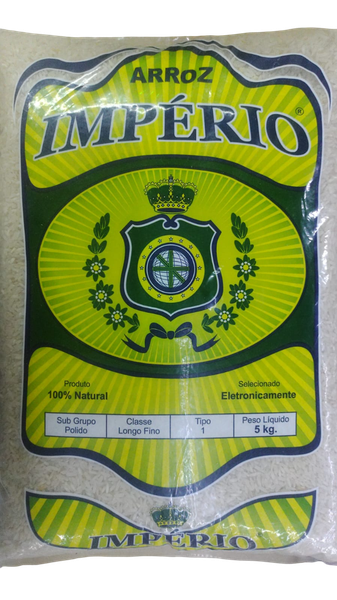 ARROZ
IMPÉRIO®
Produto
100% Natural
Selecionado
Eletronicamente
Sub Grupo
Polido
Classe
Longo Fino
Tipo
1
Peso Líquido
5 kg.
IMPÉRIO